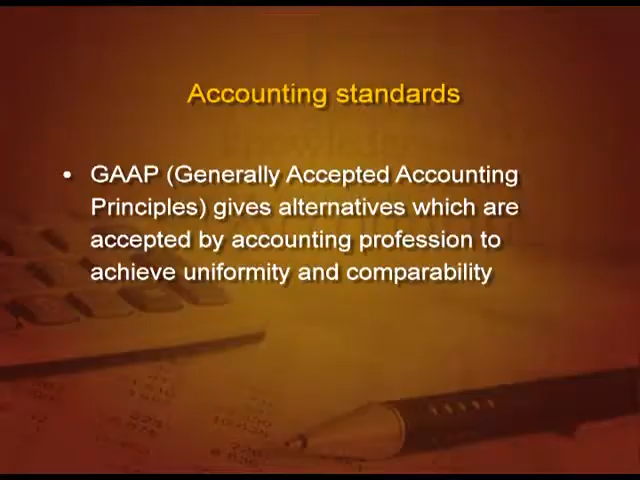 Accounting standards
• GAAP (Generally Accepted Accounting
Principles) gives alternatives which are
accepted by accounting profession to
achieve uniformity and comparability